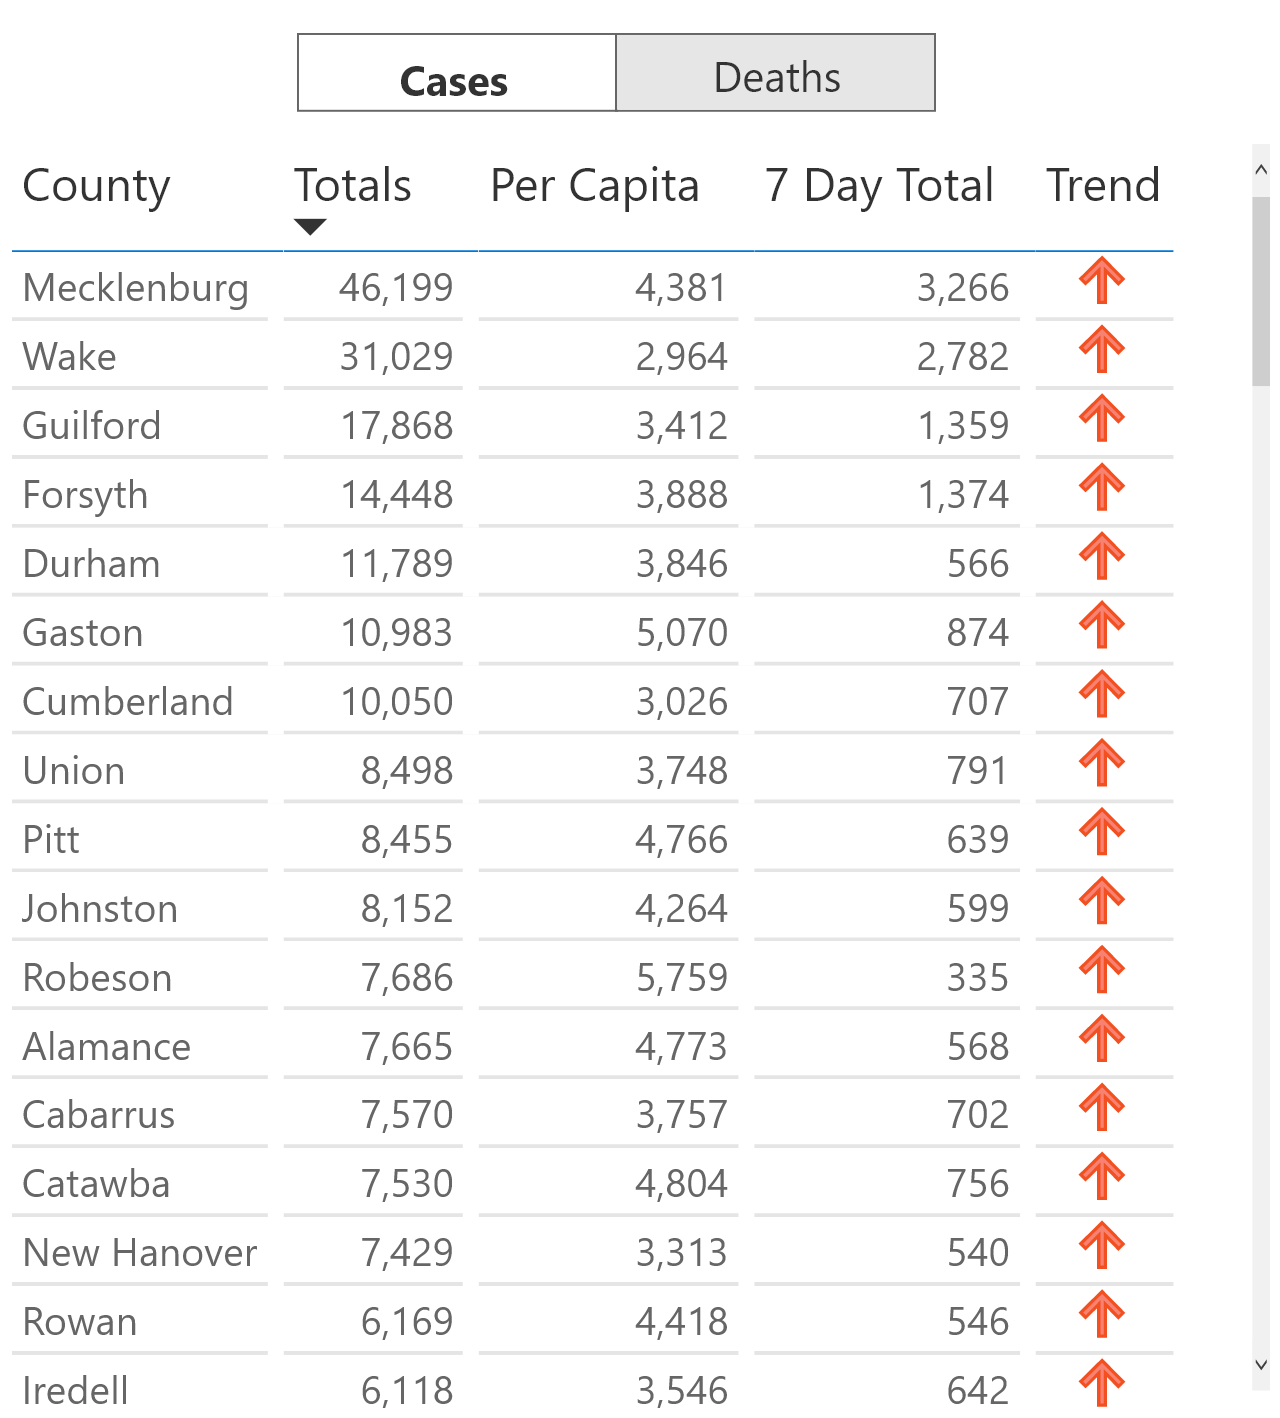 Cases Deaths
County Totals Per Capita 7 Day Total Trend
Mecklenburg 46,199 4,381 3,266
Wake 31,029 2,964 2,782
Guilford 17,868 3,412 1,359
Forsyth 14,448 3,888 1,374
Durham 11,789 3,846 566
Gaston 10,983 5,070 874
Cumberland 10,050 3,026 707
Union 8,498 3,748 791
Pitt 8,455 4,766 639
Johnston 8,152 4,264 599
Robeson 7,686 5,759 335
Alamance 7,665 4,773 568
Cabarrus 7,570 3,757 702
Catawba 7,530 4,804 756
New Hanover 7,429 3,313 540
Rowan 6,169 4,418 546
Iredell 6,118 3,546 642